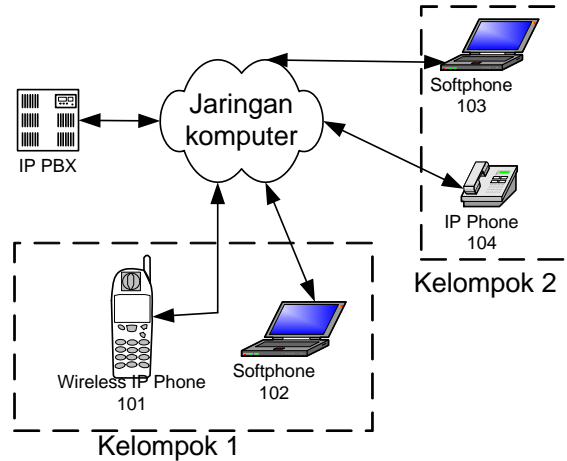 Jaringan
komputer
IP PBX
Softphone
103
IP Phone
104
Kelompok 2
Wireless IP Phone
101
Softphone
102
Kelompok 1